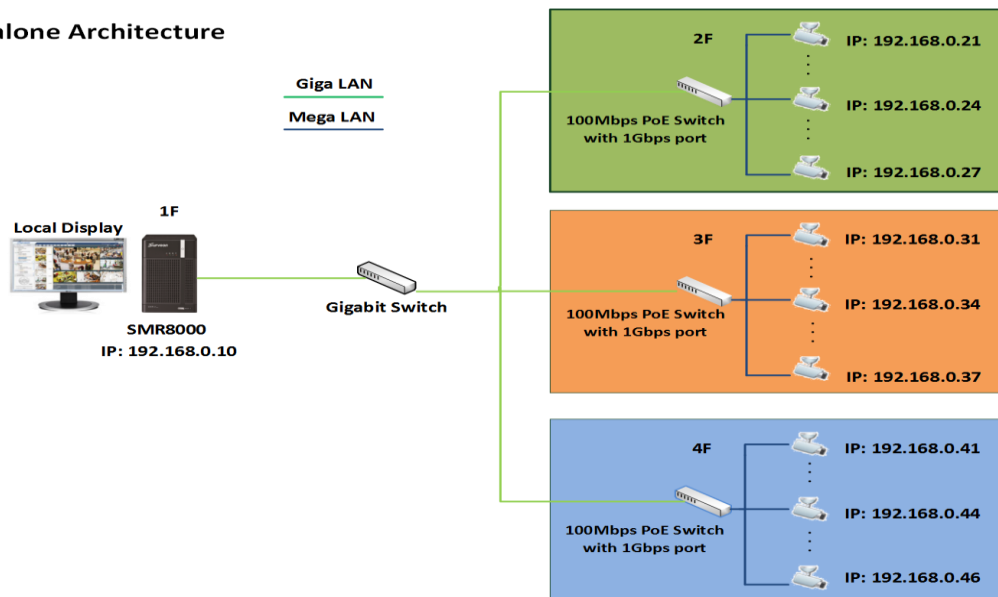 alone Architecture
Giga LAN
Mega LAN
1F
Local Display
SMR8000
IP: 192.168.0.10
Gigabit Switch
2F
100Mbps PoE Switch
with 1Gbps port
IP: 192.168.0.21
IP: 192.168.0.24
IP: 192.168.0.27
3F
100Mbps PoE Switch
with 1Gbps port
IP: 192.168.0.31
IP: 192.168.0.34
IP: 192.168.0.37
4F
100Mbps PoE Switch
with 1Gbps port
IP: 192.168.0.41
IP: 192.168.0.44
IP: 192.168.0.46